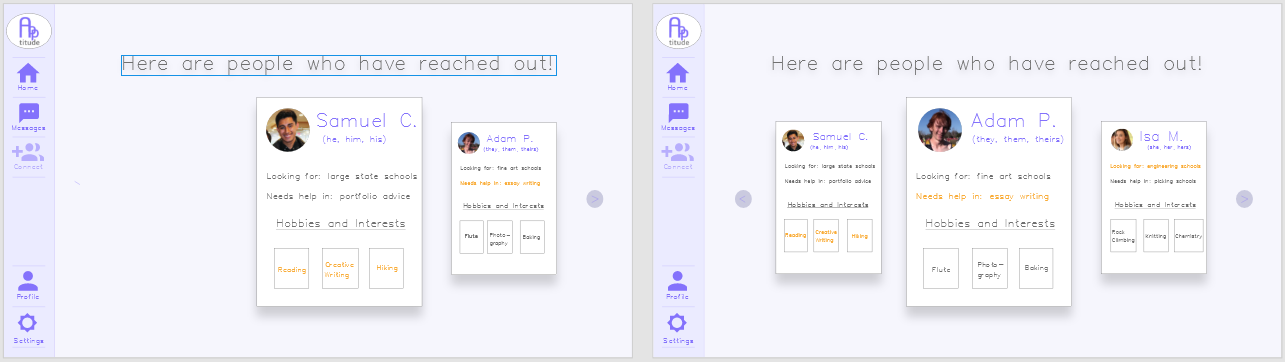 App
titude
Home
Messages
Connect
Profile
Settings
Here are people who have reached out!
Samuel C.
(he, him, his)
Looking for: large state schools
Needs help in: portfolio advice
Hobbies and Interests
Reading
Creative
Writing
Hiking
Adam P.
(they, them, theirs)
Looking for: fine art schools
Needs help in: essay writing
Hobbies and Interests
Flute
Photo-
graphy
Baking
>
App
titude
Home
Messages
Connect
Profile
Settings
Here are people who have reached out!
<
Samuel C.
(he, him, his)
Looking for: large state schools
Needs help in: portfolio advice
Hobbies and Interests
Reading
Creative
Writing
Hiking
Adam P.
(they, them, theirs)
Looking for: fine art schools
Needs help in: essay writing
Hobbies and Interests
Flute
Photo-
graphy
Baking
Isa M.
(she, her, hers)
Looking for: engineering schools
Needs help in: picking schools
Hobbies and Interests
Rock
Climbing
Knitting
Chemistry
>